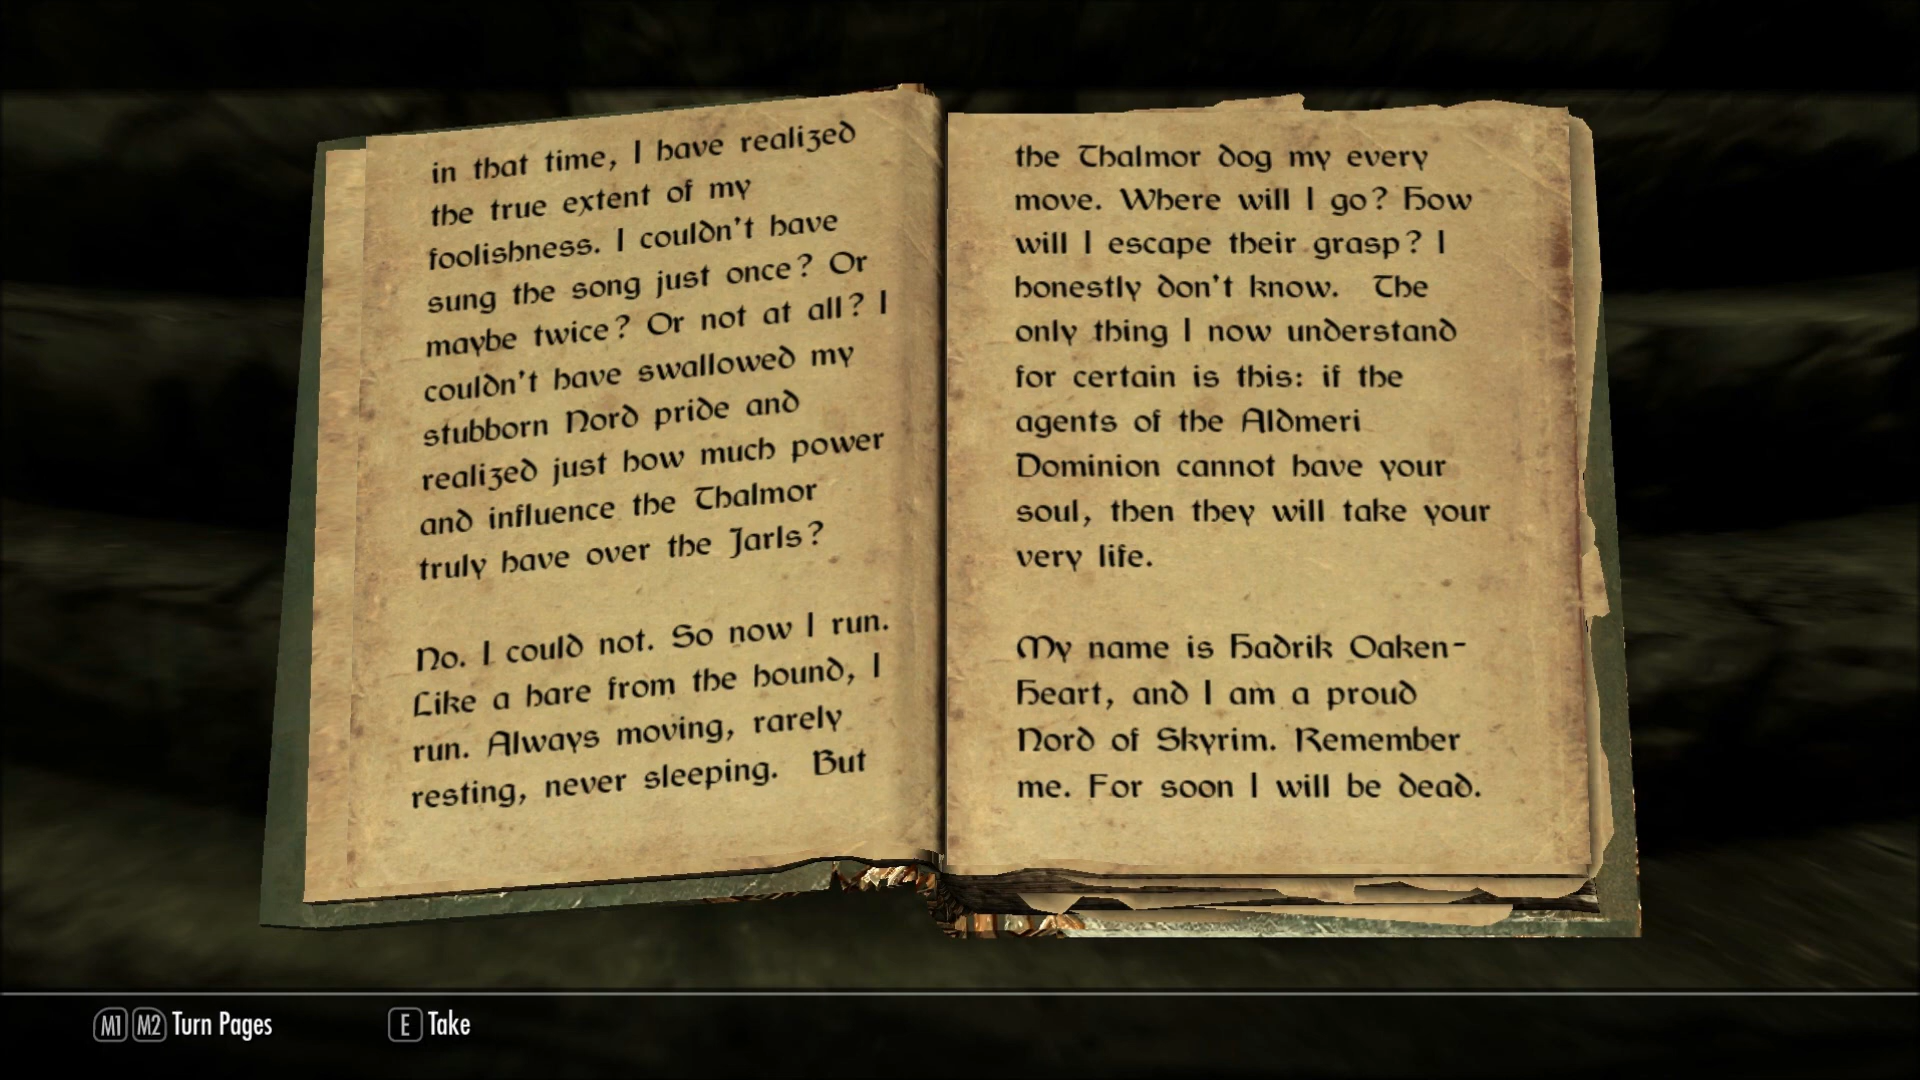 in that time, I have realized
the true extent of my
foolishness. I couldn't have
sung the song just once? Or
maybe twice? Or not at all? I
couldn't have swallowed my
stubborn Nord pride and
realized just how much power
and influence the Thalmor
truly have over the Jarls?
No. I could not. So now I run.
Like a hare from the hound, I
run. Always moving, rarely
resting, never sleeping. But
the Thalmor dog my every
move. Where will I go? How
will I escape their grasp? I
honestly don't know. The
only thing I now understand
for certain is this: if the
agents of the Aldmeri
Dominion cannot have your
soul, then they will take your
very life.
My name is Hadrik Oaken-
Heart, and I am a proud
Nord of Skyrim. Remember
me. For soon I will be dead.
M1 M2 Turn Pages E Take